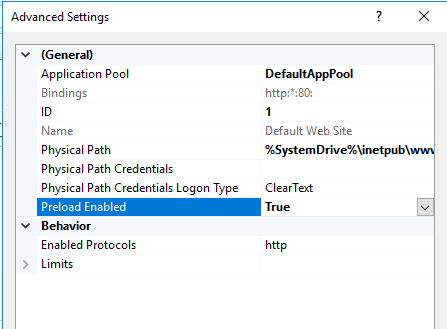 Advanced Settings
(General)
Application Pool DefaultAppPool
Bindings http:*:80:
ID 1
Name Default Web Site
Physical Path %SystemDrive%\inetpub\www
Physical Path Credentials
Physical Path Credentials Logon Type ClearText
Preload Enabled True
Behavior
Enabled Protocols http
Limits